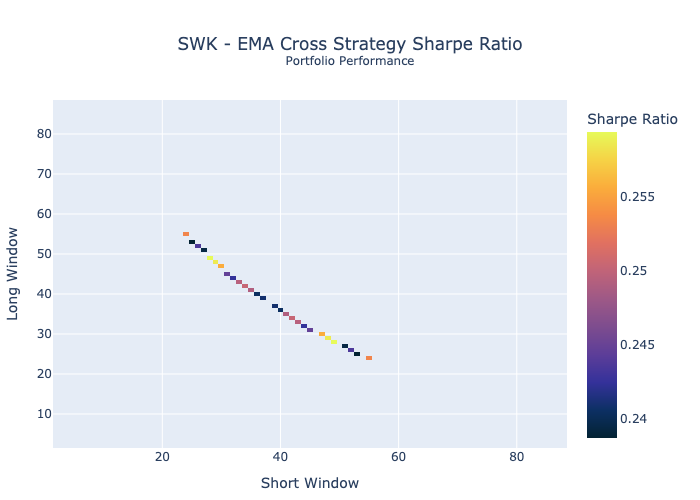 SWK - EMA Cross Strategy Sharpe Ratio
Portfolio Performance
Sharpe Ratio
80
70
60
50
40
30
20
10
Long Window
0.255
0.25
0.245
0.24
20 40 60 80
Short Window